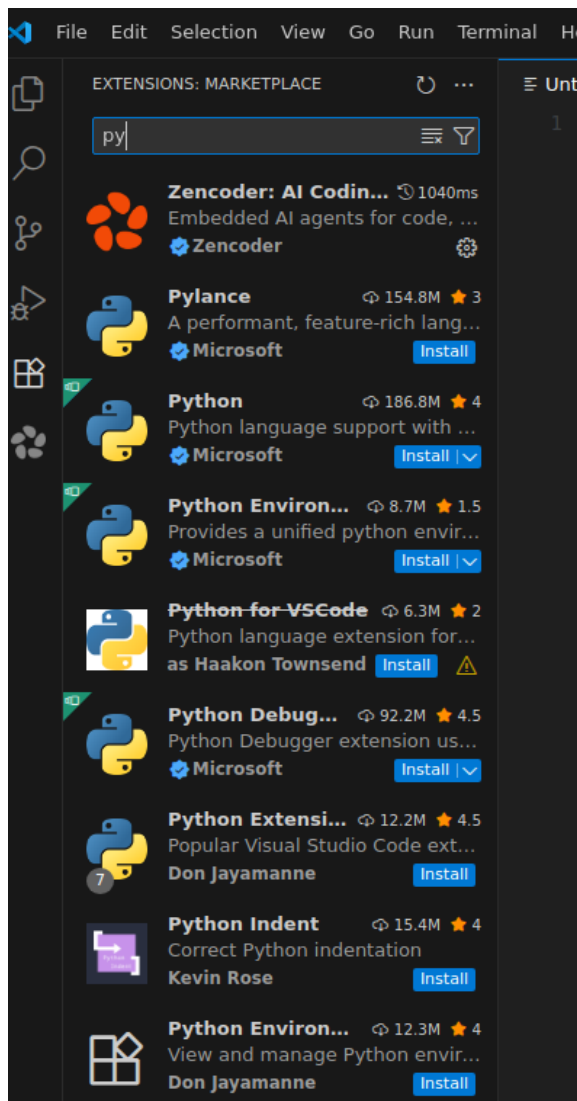 File Edit Selection View Go Run Terminal He
EXTENSIONS: MARKETPLACE
Unt
py
1
Zencoder: AI Codin... 1040ms
Embedded AI agents for code, ...
Zencoder
Pylance 154.8M 3
A performant, feature-rich lang...
Microsoft Install
Python 186.8M 4
Python language support with ...
Microsoft Install
Python Environ... 8.7M 1.5
Provides a unified python envir...
Microsoft Install
Python for VSCode 6.3M 2
Python language extension for...
as Haakon Townsend Install
Python Debug... 92.2M 4.5
Python Debugger extension us...
Microsoft Install
Python Extensi... 12.2M 4.5
Popular Visual Studio Code ext...
7
Don Jayamanne Install
Python Indent 15.4M 4
Correct Python indentation
Kevin Rose Install
Python Environ... 12.3M 4
View and manage Python envir...
Don Jayamanne Install